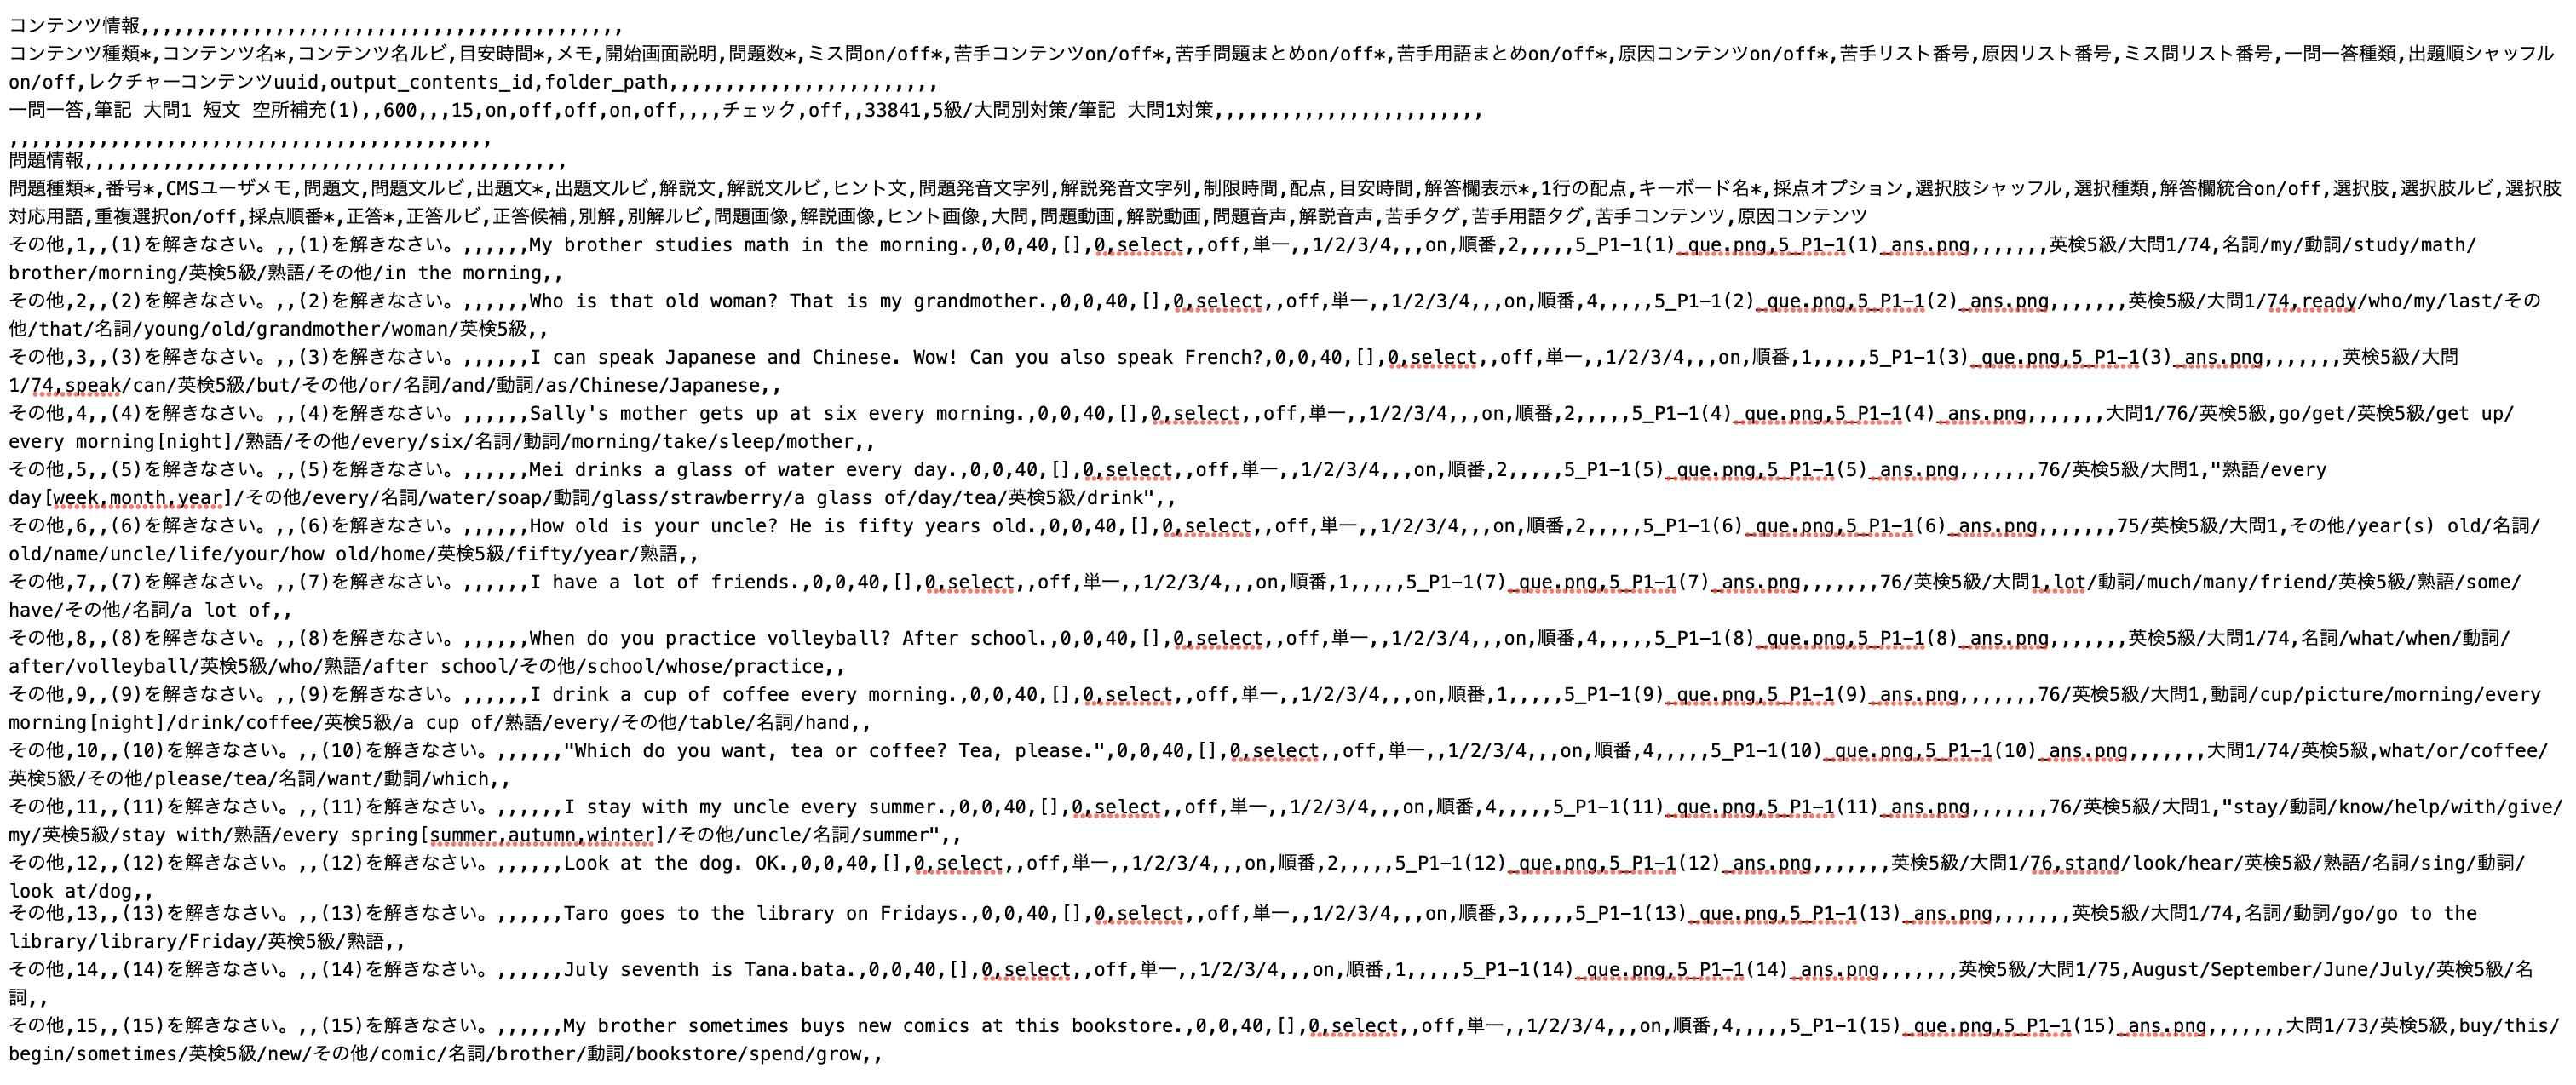 コンテンツ情報,,,,,,,,,,,,,,,,,,,,,,,,,,,,,,,,,,,,,,,,,,,
コンテンツ種類*,コンテンツ名*,コンテンツ名ルビ,目安時間*,メモ,開始画面説明,問題数*,ミス問on/off*,苦手コンテンツon/off*,苦手問題まとめon/off*,苦手用語まとめon/off*,原因コンテンツon/off*,苦手リスト番号,原因リスト番号,ミス問リスト番号,一問一答種類,出題順シャッフル
on/off,レクチャーコンテンツuuid,output_contents_id,folder_path,,,,,,,,,,,,,,,,,,,,,,,,
一問一答,筆記 大問1 短文 空所補充(1),,600,,,15,on,off,off,on,off,,,,チェック,off,,33841,5級/大問別対策/筆記 大問1対策,,,,,,,,,,,,,,,,,,,,,,,,
,,,,,,,,,,,,,,,,,,,,,,,,,,,,,,,,,,,,,,,,,,,
問題情報,,,,,,,,,,,,,,,,,,,,,,,,,,,,,,,,,,,,,,,,,,,
問題種類*,番号*,CMSユーザメモ,問題文,問題文ルビ,出題文*,出題文ルビ,解説文,解説文ルビ,ヒント文,問題発音文字列,解説発音文字列,制限時間,配点,目安時間,解答欄表示*,1行の配点,キーボード名*,採点オプション,選択肢シャッフル,選択種類,解答欄統合on/off,選択肢,選択肢ルビ,選択肢
対応用語,重複選択on/off,採点順番*,正答*,正答ルビ,正答候補,別解,別解ルビ,問題画像,解説画像,ヒント画像,大問,問題動画,解説動画,問題音声,解説音声,苦手タグ,苦手用語タグ,苦手コンテンツ,原因コンテンツ
その他,1,,(1)を解きなさい。,,(1)を解きなさい。,,,,,,My brother studies math in the morning.,0,0,40,[],0,select,,off,単一,,1/2/3/4,,,on,順番,2,,,,,5_P1-1(1)_que.png,5_P1-1(1)_ans.png,,,,,,,英検5級/大問1/74,名詞/my/動詞/study/math/
brother/morning/英検5級/熟語/その他/in the morning,,
その他,2,,(2)を解きなさい。,,(2)を解きなさい。,,,,,,Who is that old woman? That is my grandmother.,0,0,40,[],0,select,,off,単一,,1/2/3/4,,,on,順番,4,,,,,5_P1-1(2)_que.png,5_P1-1(2)_ans.png,,,,,,,英検5級/大問1/74,ready/who/my/last/その
他/that/名詞/young/old/grandmother/woman/英検5級,,
その他,3,,(3)を解きなさい。,,(3)を解きなさい。,,,,,,I can speak Japanese and Chinese. Wow! Can you also speak French?,0,0,40,[],0,select,,off,単一,,1/2/3/4,,,on,順番,1,,,,,5_P1-1(3)_que.png,5_P1-1(3)_ans.png,,,,,,,英検5級/大問
1/74,speak/can/英検5級/but/その他/or/名詞/and/動詞/as/Chinese/Japanese,,
その他,4,,(4)を解きなさい。,,(4)を解きなさい。,,,,,,Sally's mother gets up at six every morning.,0,0,40,[],0,select,,off,単一,,1/2/3/4,,,on,順番,2,,,,,5_P1-1(4)_que.png,5_P1-1(4)_ans.png,,,,,,,大問1/76/英検5級,go/get/英検5級/get up/
every morning[night]/熟語/その他/every/six/名詞/動詞/morning/take/sleep/mother,,
その他,5,,(5)を解きなさい。,,(5)を解きなさい。,,,,,,Mei drinks a glass of water every day.,0,0,40,[],0,select,,off,単一,,1/2/3/4,,,on,順番,2,,,,,5_P1-1(5)_que.png,5_P1-1(5)_ans.png,,,,,,,76/英検5級/大問1,"熟語/every
day[week,month,year]/その他/every/名詞/water/soap/動詞/glass/strawberry/a glass of/day/tea/英検5級/drink",,
その他,6,,(6)を解きなさい。,,(6)を解きなさい。,,,,,,How old is your uncle? He is fifty years old.,0,0,40,[],0,select,,off,単一,,1/2/3/4,,,on,順番,2,,,,,5_P1-1(6)_que.png,5_P1-1(6)_ans.png,,,,,,,75/英検5級/大問1,その他/year(s) old/名詞/
old/name/uncle/life/your/how old/home/英検5級/fifty/year/熟語,,
その他,7,,(7)を解きなさい。,,(7)を解きなさい。,,,,,,I have a lot of friends.,0,0,40,[],0,select,,off,単一,,1/2/3/4,,,on,順番,1,,,,,5_P1-1(7)_que.png,5_P1-1(7)_ans.png,,,,,,,76/英検5級/大問1,lot/動詞/much/many/friend/英検5級/熟語/some/
have/その他/名詞/a lot of,,
その他,8,,(8)を解きなさい。,,(8)を解きなさい。,,,,,,When do you practice volleyball? After school.,0,0,40,[],0,select,,off,単一,,1/2/3/4,,,on,順番,4,,,,,5_P1-1(8)_que.png,5_P1-1(8)_ans.png,,,,,,,英検5級/大問1/74,名詞/what/when/動詞/
after/volleyball/英検5級/who/熟語/after school/その他/school/whose/practice,,
その他,9,,(9)を解きなさい。,,(9)を解きなさい。,,,,,,I drink a cup of coffee every morning.,0,0,40,[],0,select,,off,単一,,1/2/3/4,,,on,順番,1,,,,,5_P1-1(9)_que.png,5_P1-1(9)_ans.png,,,,,,,76/英検5級/大問1,動詞/cup/picture/morning/every
morning[night]/drink/coffee/英検5級/a cup of/熟語/every/その他/table/名詞/hand,,
その他,10,,(10)を解きなさい。,,(10)を解きなさい。,,,,,,"Which do you want, tea or coffee? Tea, please.",0,0,40,[],0,select,,off,単一,,1/2/3/4,,,on,順番,4,,,,,5_P1-1(10)_que.png,5_P1-1(10)_ans.png,,,,,,,大問1/74/英検5級,what/or/coffee/
英検5級/その他/please/tea/名詞/want/動詞/which,,
その他,11,,(11)を解きなさい。,,(11)を解きなさい。,,,,,,I stay with my uncle every summer.,0,0,40,[],0,select,,off,単一,,1/2/3/4,,,on,順番,4,,,,,5_P1-1(11)_que.png,5_P1-1(11)_ans.png,,,,,,,76/英検5級/大問1,"stay/動詞/know/help/with/give/
my/英検5級/stay with/熟語/every spring[summer,autumn,winter]/その他/uncle/名詞/summer",,
その他,12,,(12)を解きなさい。,,(12)を解きなさい。,,,,,,Look at the dog. OK.,0,0,40,[],0,select,,off,単一,,1/2/3/4,,,on,順番,2,,,,,5_P1-1(12)_que.png,5_P1-1(12)_ans.png,,,,,,,英検5級/大問1/76,stand/look/hear/英検5級/熟語/名詞/sing/動詞/
look at/dog,,
その他,13,,(13)を解きなさい。,,(13)を解きなさい。,,,,,,Taro goes to the library on Fridays.,0,0,40,[],0,select,,off,単一,,1/2/3/4,,,on,順番,3,,,,,5_P1-1(13)_que.png,5_P1-1(13)_ans.png,,,,,,,英検5級/大問1/74,名詞/動詞/go/go to the
library/library/Friday/英検5級/熟語,,
その他,14,,(14)を解きなさい。,,(14)を解きなさい。,,,,,,July seventh is Tana.bata.,0,0,40,[],0,select,,off,単一,,1/2/3/4,,,on,順番,1,,,,,5_P1-1(14)_que.png,5_P1-1(14)_ans.png,,,,,,,英検5級/大問1/75,August/September/June/July/英検5級/名
詞,,
その他,15,,(15)を解きなさい。,,(15)を解きなさい。,,,,,,My brother sometimes buys new comics at this bookstore.,0,0,40,[],0,select,,off,単一,,1/2/3/4,,,on,順番,4,,,,,5_P1-1(15)_que.png,5_P1-1(15)_ans.png,,,,,,,大問1/73/英検5級,buy/this/
begin/sometimes/英検5級/new/その他/comic/名詞/brother/動詞/bookstore/spend/grow,,